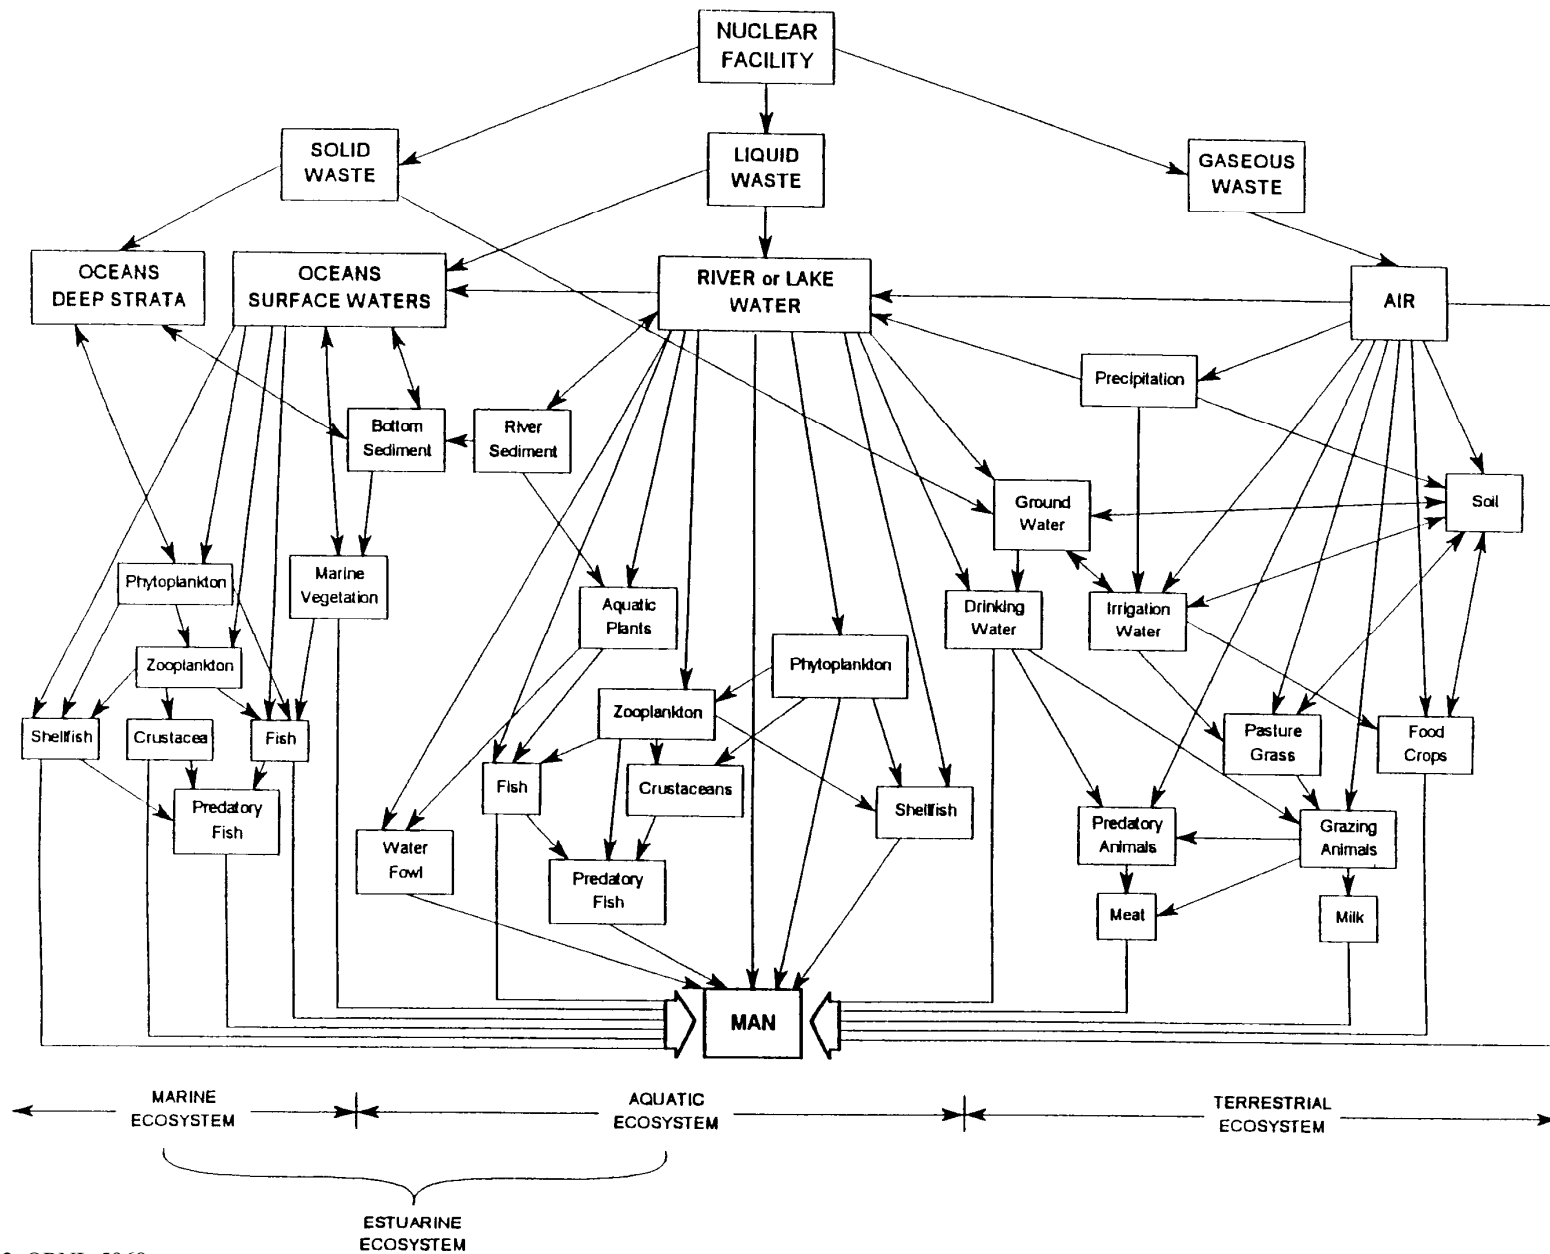 NUCLEAR
FACILITY
SOLID
WASTE
LIQUID
WASTE
GASEOUS
WASTE
OCEANS
DEEP STRATA
OCEANS
SURFACE WATERS
RIVER or LAKE
WATER
AIR
Precipitation
Bottom
Sediment
River
Sediment
Ground
Water
Soil
Phytoplankton
Marine
Vegetation
Aquatic
Plants
Drinking
Water
Irrigation
Water
Zooplankton
Phytoplankton
Zooplankton
Shellfish
Crustacea
Fish
Pasture
Grass
Food
Crops
Fish
Crustaceans
Shellfish
Predatory
Fish
Water
Fowl
Predatory
Animals
Grazing
Animals
Predatory
Fish
Meat
Milk
MAN
MARINE
ECOSYSTEM
AQUATIC
ECOSYSTEM
TERRESTRIAL
ECOSYSTEM
ESTUARINE
ECOSYSTEM